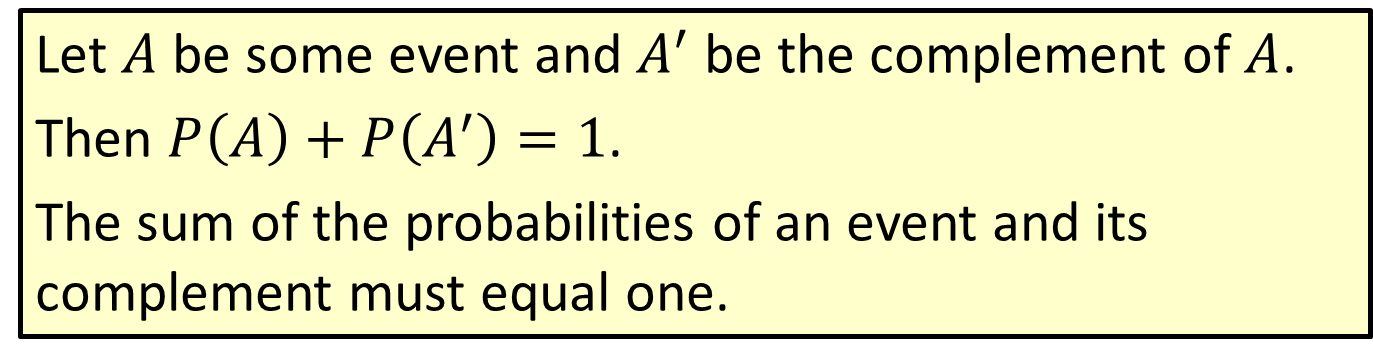 Let A be some event and A′ be the complement of A.
Then P(A) + P(A′) = 1.
The sum of the probabilities of an event and its
complement must equal one.